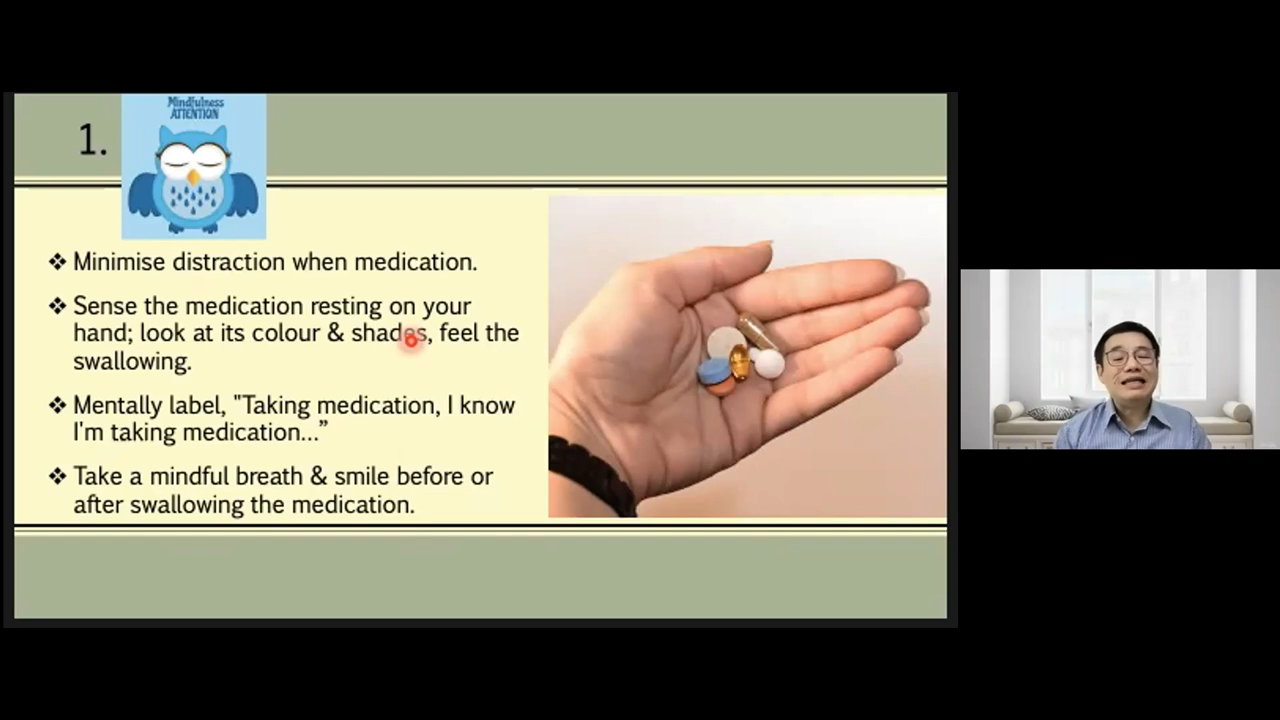 Mindfulness
ATTENTION
1.
❖ Minimise distraction when medication.
❖ Sense the medication resting on your
hand; look at its colour & shades, feel the
swallowing.
❖ Mentally label, "Taking medication, I know
I'm taking medication...”
❖ Take a mindful breath & smile before or
after swallowing the medication.